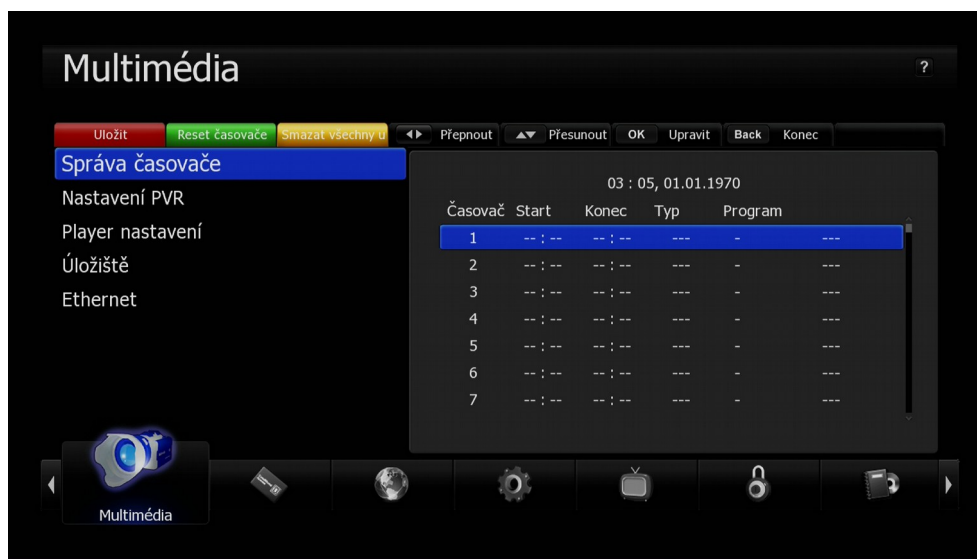 Multimédia
?
Uložit Reset časovače Smazat všechny u Přepnout Přesunout OK Upravit Back Konec
Správa časovače
Nastavení PVR
Player nastavení
Úložiště
Ethernet
03 : 05, 01.01.1970
Časovač Start Konec Typ Program
1 -- : -- -- : -- --- - ---
2 -- : -- -- : -- --- - ---
3 -- : -- -- : -- --- - ---
4 -- : -- -- : -- --- - ---
5 -- : -- -- : -- --- - ---
6 -- : -- -- : -- --- - ---
7 -- : -- -- : -- --- - ---
Multimédia